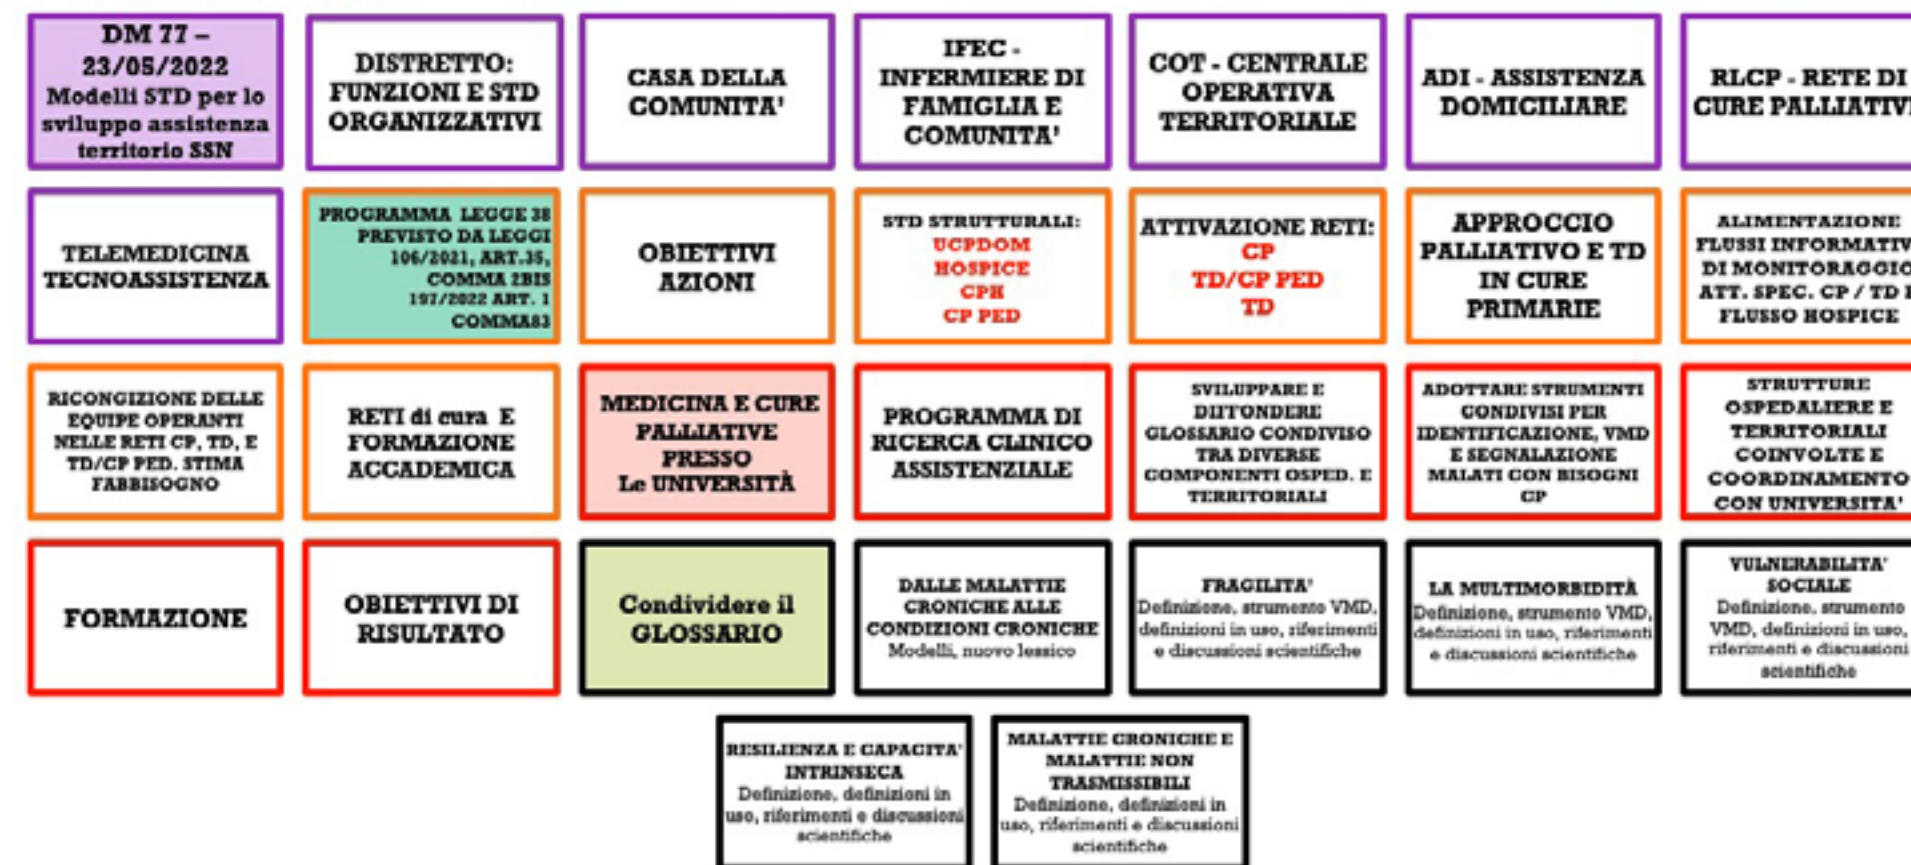 DM 77 –
23/05/2022
Modelli STD per lo
sviluppo assistenza
territorio SSN
DISTRETTO:
FUNZIONI E STD
ORGANIZZATIVI
CASA DELLA
COMUNITA'
IFEC -
INFERMIERE DI
FAMIGLIA E
COMUNITA'
COT - CENTRALE
OPERATIVA
TERRITORIALE
ADI - ASSISTENZA
DOMICILIARE
RLCP - RETE DI
CURE
TELEMEDICINA
TECNOASSISTENZA
PROGRAMMA LEGGE 38
PREVISTO DA LEGGI
106/2021, ART.35,
COMMA 2BIS
197/2022 ART. 1
COMMA83
OBIETTIVI
AZIONI
STD STRUTTURALI:
UCPDOM
HOSPICE
CPH
CP PED
ATTIVAZIONE RETI:
CP
TD/CP PED
TD
APPROCCIO
PALLIATIVO E TD
IN CURE
PRIMARIE
ALIMENTAZIONE
FLUSSI
DI MONITORAGGIO
ATT. SPEC. CP / TD
FLUSSO HOSPICE
RICONGIZIONE DELLE
EQUIPE OPERANTI
NELLE RETI CP, TD, E
TD/CP PED. STIMA
FABBISOGNO
RETI di cura E
FORMAZIONE
ACCADEMICA
MEDICINA E CURE
PALLIATIVE
PRESSO
Le UNIVERSITÀ
PROGRAMMA DI
RICERCA CLINICO
ASSISTENZIALE
SVILUPPARE E
DIFFONDERE
GLOSSARIO CONDIVISO
TRA DIVERSE
COMPONENTI OSPED. E
TERRITORIALI
ADOTTARE STRUMENTI
CONDIVISI PER
IDENTIFICAZIONE, VMD
E SEGNALAZIONE
MALATI CON BISOGNI
CP
STRUTTURE
OSPEDALIERE E
TERRITORIALI
COINVOLTE E
COORDINAMENTO
CON UNIVERSITA'
FORMAZIONE
OBIETTIVI DI
RISULTATO
Condividere il
GLOSSARIO
DALLE MALATTIE
CRONICHE ALLE
CONDIZIONI CRONICHE
Modelli, nuovo lessico
FRAGILITA'
Definizione, strumento VMD,
definizioni in uso, riferimenti
e discussioni scientifiche
LA MULTIMORBIDITÀ
Definizione, strumento VMD,
definizioni in uso, riferimenti
e discussioni scientifiche
VULNERABILITA'
SOCIALE
Definizione, strumento
VMD, definizioni in uso,
riferimenti e discussioni
scientifiche
RESILIENZA E CAPACITA'
INTRINSECA
Definizione, definizioni in
uso, riferimenti e discussioni
scientifiche
MALATTIE CRONICHE E
MALATTIE NON
TRASMISSIBILI
Definizione, definizioni in
uso, riferimenti e discussioni
scientifiche